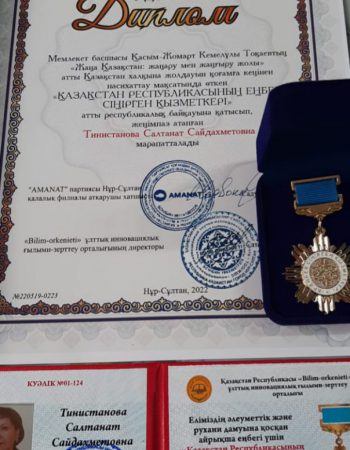 Диплом
Мемлекет басшысы Қасым-Жомарт Кемелұлы Тоқаевтың
«Жаңа Қазақстан: жаңару мен жаңғыру жолы»
атты Қазақстан халқына жолдауын қоғамға кеңінен
насихаттау мақсатында өткен
«ҚАЗАҚСТАН РЕСПУБЛИКАСЫНЫҢ ЕҢБЕК
СІҢІРГЕН ҚЫЗМЕТКЕРІ»
атты республикалық байқауына қатысып,
жеңімпаз атанған
Тинистанова Салтанат Сайдахметовна
марапатталады
"AMANAT" партиясы Нұр-Сұлтан
қалалық филиалы атқарушы хатшысы
AMANAT
«Bilim-orkenieti» ұлттық инновациялық
ғылыми-зерттеу орталығының директоры
№220519-0223
Нұр-Сұлтан, 2022
КУӘЛІК №01-124
Тинистанова
Салтанат
Сайдахметовна
Қазақстан Республикасы «Bilim-orkenieti»
ұлттық инновациялық ғылыми-зерттеу
орталығы
Еліміздің әлеуметтік және
рухани дамуына қосқан
айрықша еңбегі үшін
Қазақстан Республикасының